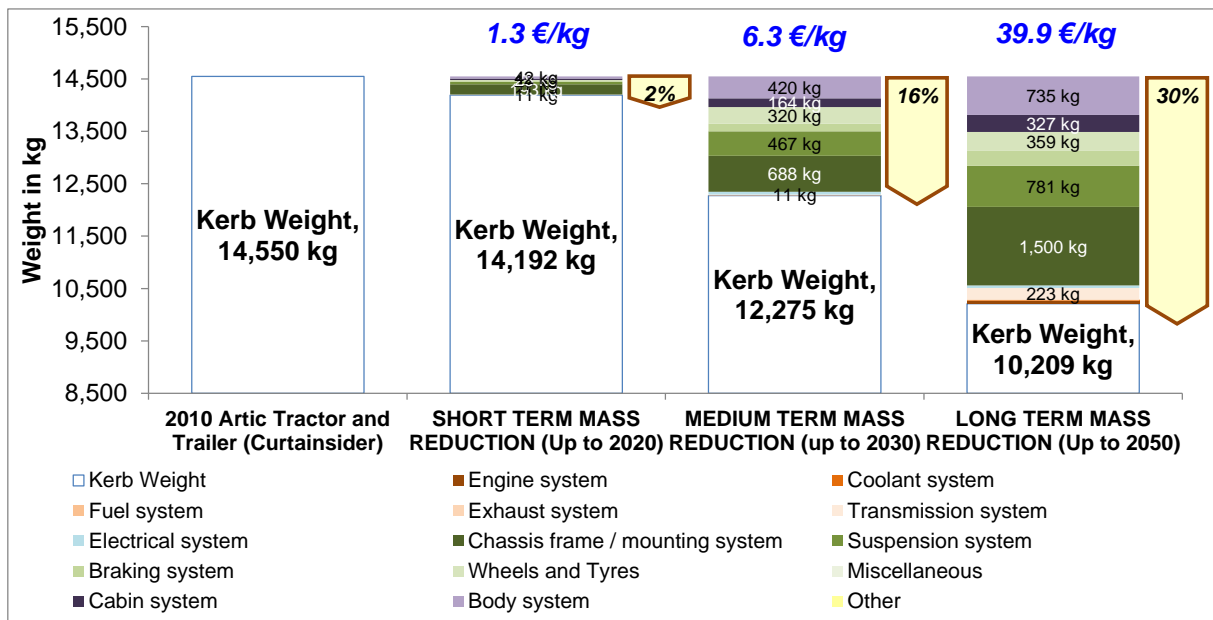 1.3 €/kg
6.3 €/kg
39.9 €/kg
Weight in kg
15,500
14,500
13,500
12,500
11,500
10,500
9,500
8,500
Kerb Weight,
14,550 kg
42 kg
11 kg
Kerb Weight,
14,192 kg
2%
420 kg
164 kg
320 kg
467 kg
688 kg
11 kg
Kerb Weight,
12,275 kg
16%
735 kg
327 kg
359 kg
781 kg
1,500 kg
223 kg
Kerb Weight,
10,209 kg
30%
2010 Artic Tractor and
Trailer (Curtainsider)
SHORT TERM MASS
REDUCTION (Up to 2020)
MEDIUM TERM MASS
REDUCTION (up to 2030)
LONG TERM MASS
REDUCTION (Up to 2050)
Kerb Weight
Engine system
Coolant system
Fuel system
Exhaust system
Transmission system
Electrical system
Chassis frame / mounting system
Suspension system
Braking system
Wheels and Tyres
Miscellaneous
Cabin system
Body system
Other